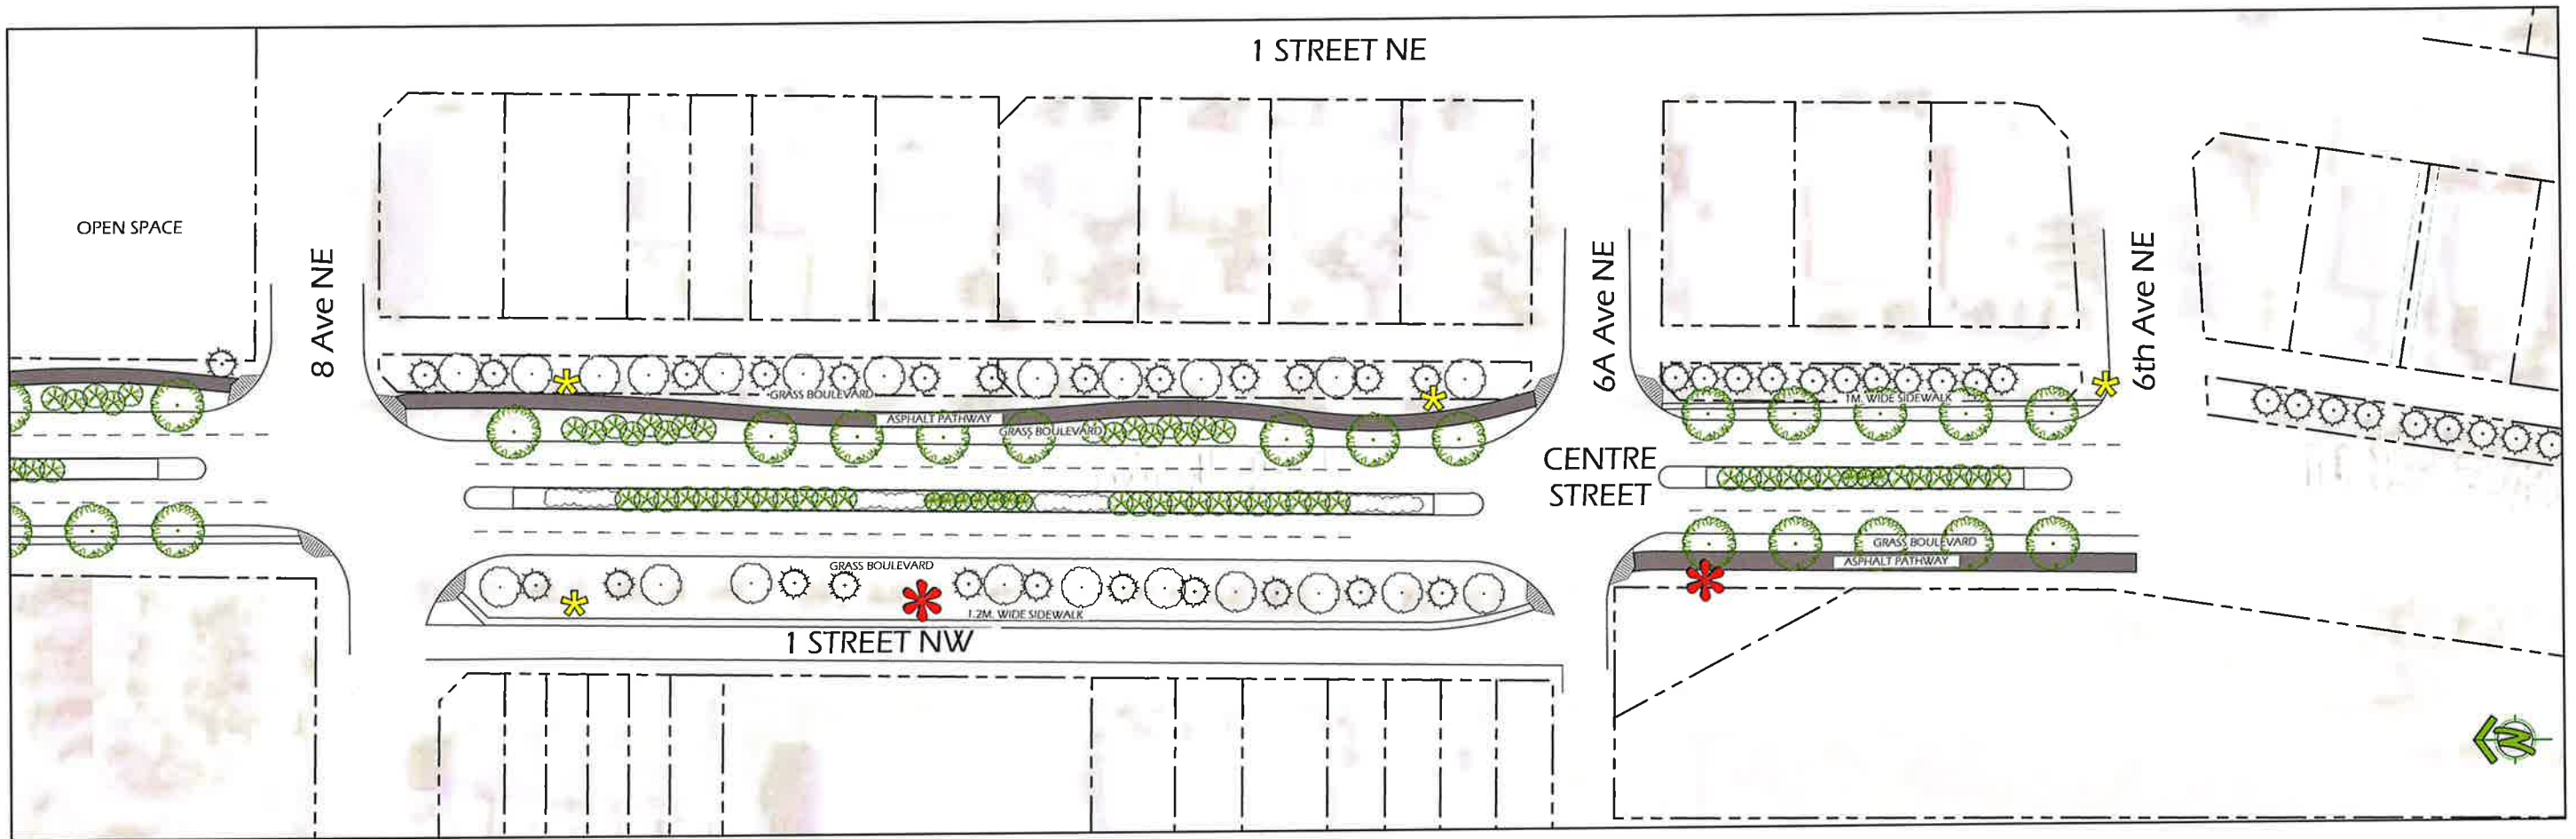 1 STREET NE
OPEN SPACE
8 Ave NE
6A Ave NE
6th Ave NE
GRASS BOULEVARD
ASPHALT PATHWAY
GRASS BOULEVARD
1M. WIDE SIDEWALK
CENTRE
STREET
GRASS BOULEVARD
ASPHALT PATHWAY
GRASS BOULEVARD
1.2M. WIDE SIDEWALK
1 STREET NW
N